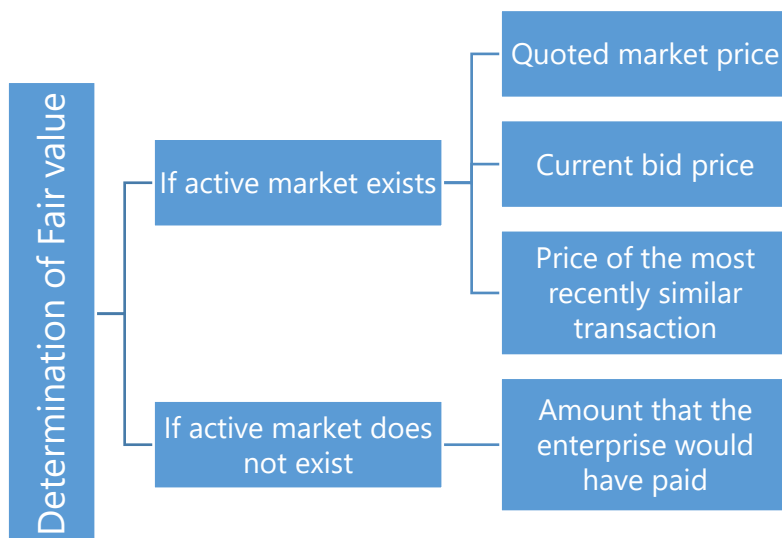 Determination of Fair value
If active market exists
Quoted market price
Current bid price
Price of the most
recently similar
transaction
If active market does
not exist
Amount that the
enterprise would
have paid